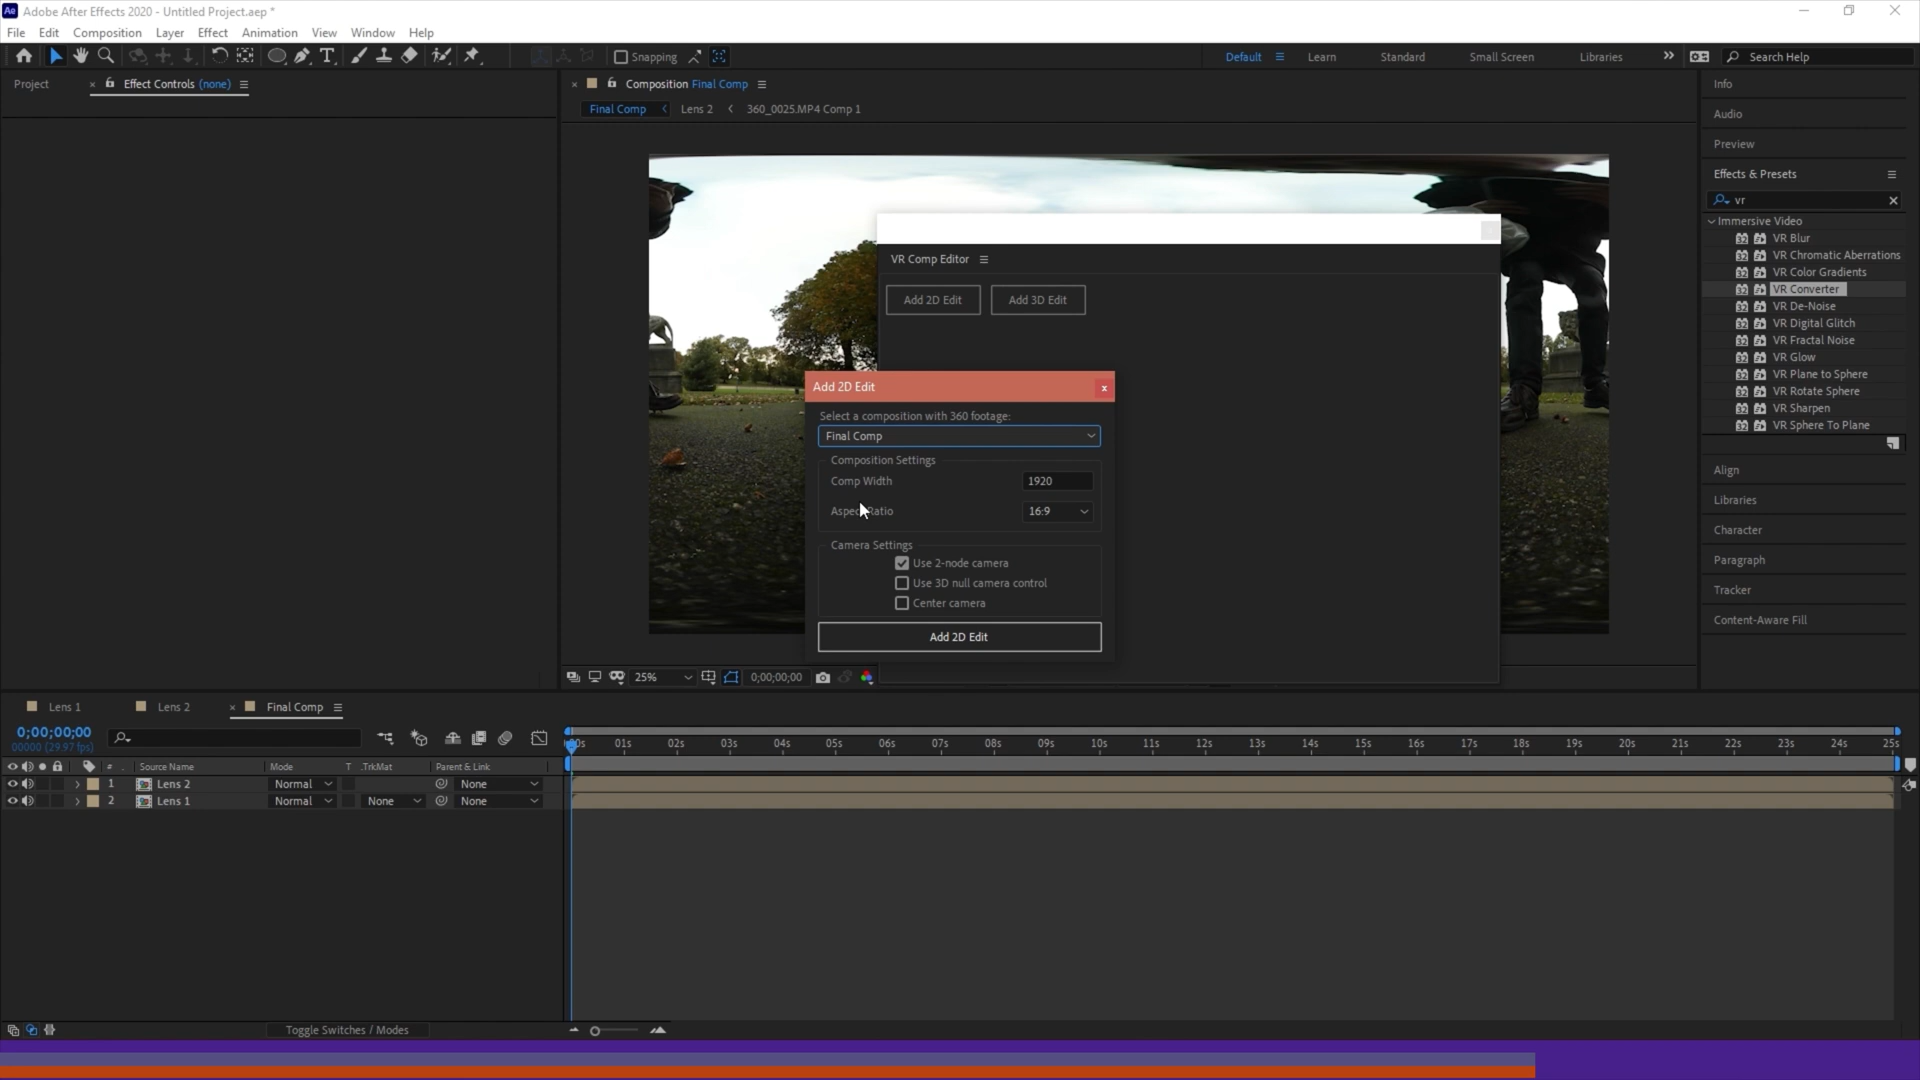 Ae Adobe After Effects 2020 - Untitled Project.aep *
File Edit Composition Layer Effect Animation View Window Help
Snapping
Default Learn Standard Small Screen Libraries » Search Help
Project × Effect Controls (none)
× Composition Final Comp
Final Comp < Lens 2 < 360_0025.MP4 Comp 1
Info
Audio
Preview
Effects & Presets
vr
Immersive Video
VR Blur
VR Chromatic Aberrations
VR Color Gradients
VR Converter
VR De-Noise
VR Digital Glitch
VR Fractal Noise
VR Glow
VR Plane to Sphere
VR Rotate Sphere
VR Sharpen
VR Sphere To Plane
Align
Libraries
Character
Paragraph
Tracker
Content-Aware Fill
VR Comp Editor
Add 2D Edit Add 3D Edit
Add 2D Edit x
Select a composition with 360 footage:
Final Comp
Composition Settings
Comp Width 1920
Aspect Ratio 16:9
Camera Settings
Use 2-node camera
Use 3D null camera control
Center camera
Add 2D Edit
25% 0;00;00;00
Lens 1 Lens 2 × Final Comp
0;00;00;00
00000 (29.97 fps)
01s 02s 03s 04s 05s 06s 07s 08s 09s 10s 11s 12s 13s 14s 15s 16s 17s 18s 19s 20s 21s 22s 23s 24s 25s
# Source Name Mode T .TrkMat Parent & Link
1 Lens 2 Normal None
2 Lens 1 Normal None None
Toggle Switches / Modes